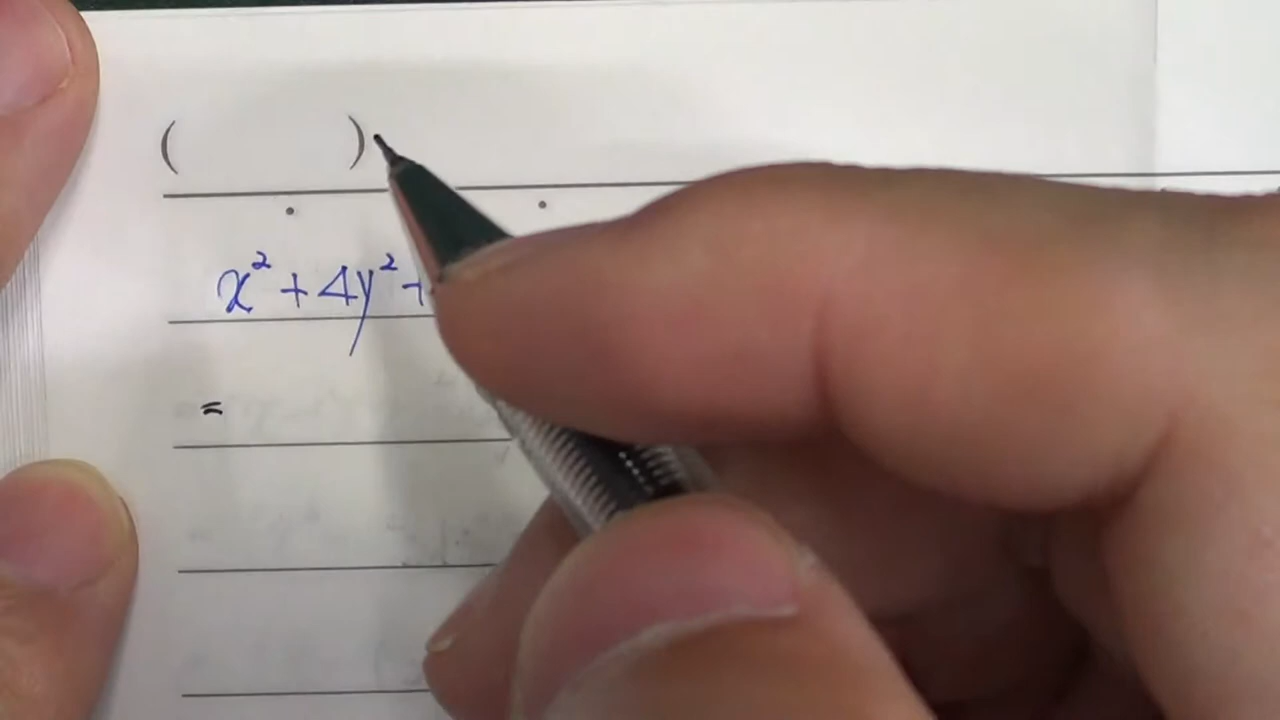 ( )
x² + 4y² +
=